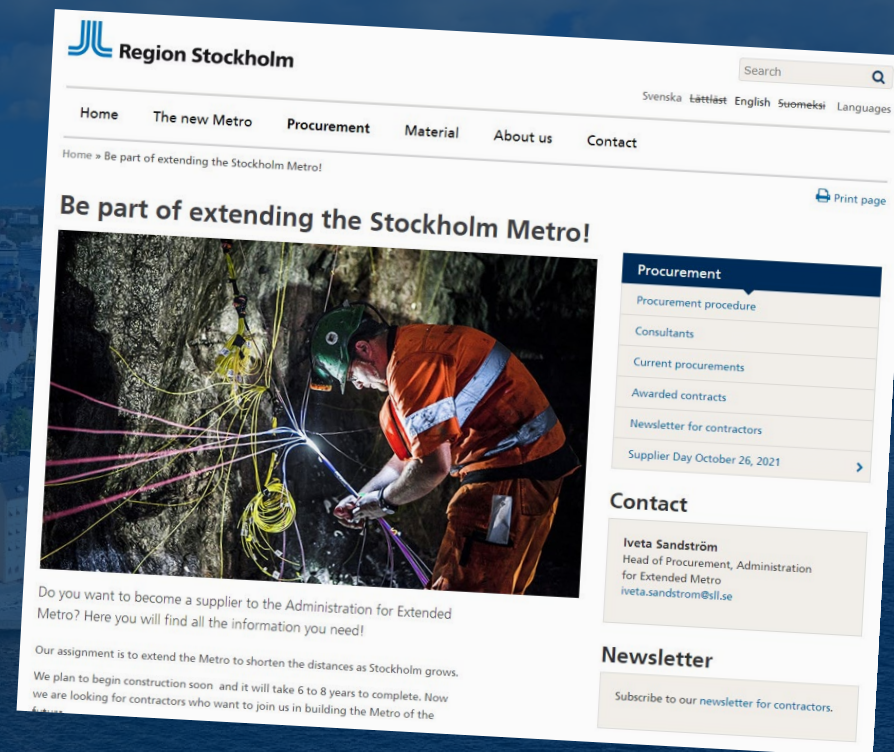 Region Stockholm
Search
Svenska Lättläst English Suomeksi Languages
Home The new Metro Procurement Material About us Contact
Home » Be part of extending the Stockholm Metro!
Print page
Be part of extending the Stockholm Metro!
Do you want to become a supplier to the Administration for Extended
Metro? Here you will find all the information you need!
Our assignment is to extend the Metro to shorten the distances as Stockholm grows.
We plan to begin construction soon and it will take 6 to 8 years to complete. Now
we are looking for contractors who want to join us in building the Metro of the
future
Procurement
Procurement procedure
Consultants
Current procurements
Awarded contracts
Newsletter for contractors
Supplier Day October 26, 2021
Contact
Iveta Sandström
Head of Procurement, Administration
for Extended Metro
iveta.sandstrom@sll.se
Newsletter
Subscribe to our newsletter for contractors.